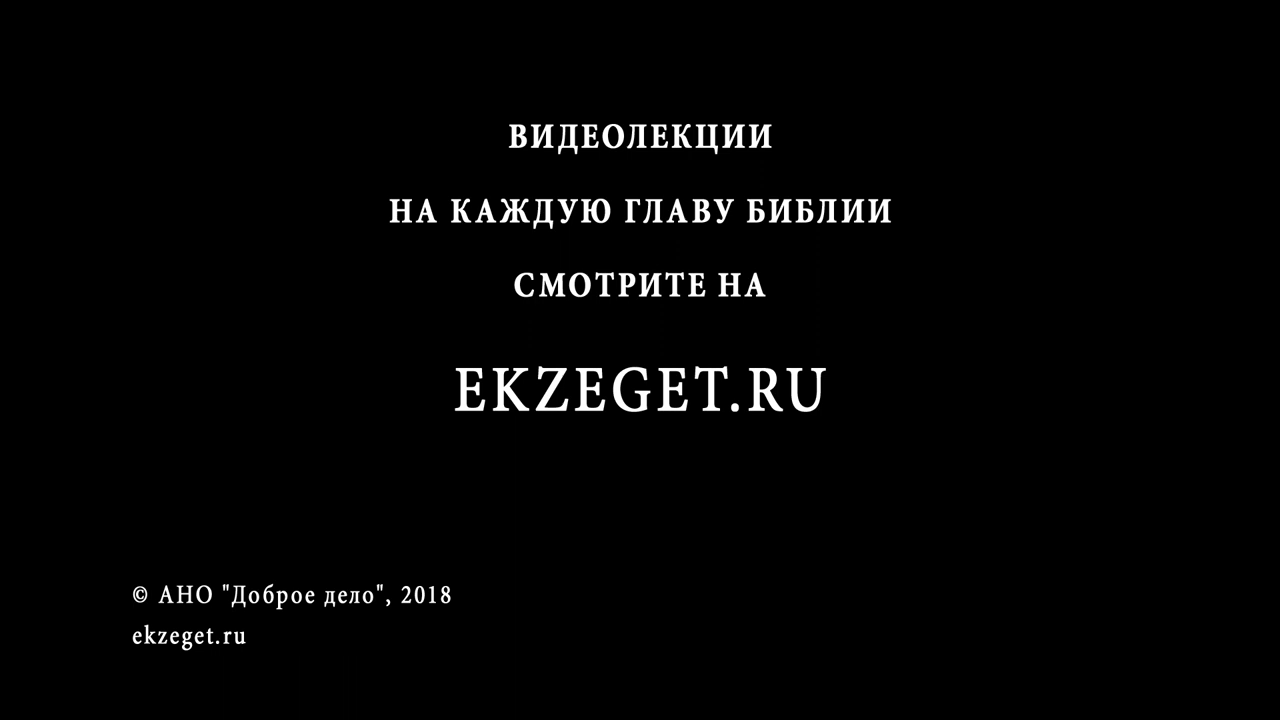 ВИДЕОЛЕКЦИИ
НА КАЖДУЮ ГЛАВУ БИБЛИИ
СМОТРИТЕ НА
EKZEGET.RU
© АНО "Доброе дело", 2018
ekzeget.ru